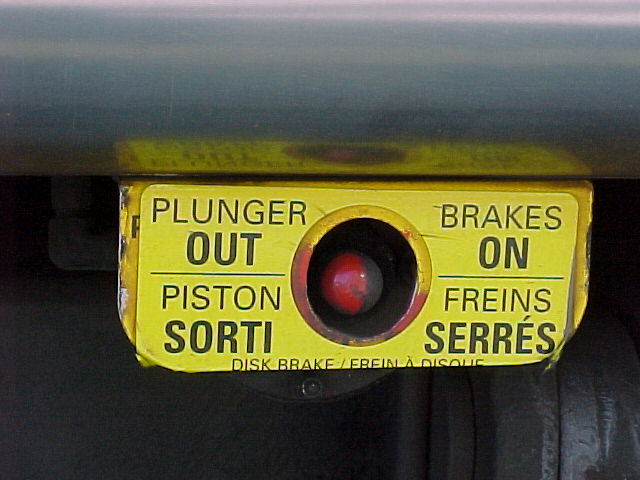 PLUNGER
OUT
PISTON
SORTI
BRAKES
ON
FREINS
SERRÉS
DISK BRAKE / FREIN À DISQUE